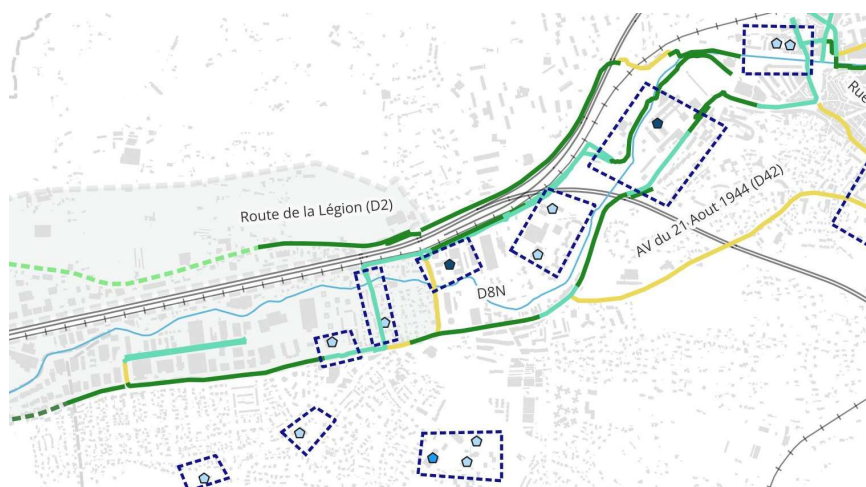 Rue
Route de la Légion (D2)
AV du 21 Aout 1944 (D42)
D8N